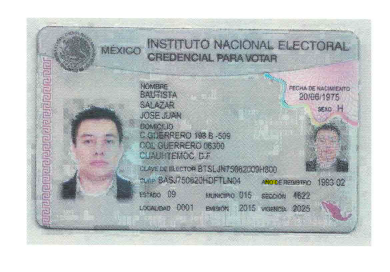 MÉXICO INSTITUTO NACIONAL ELECTORAL
CREDENCIAL PARA VOTAR
NOMBRE
BAUTISTA
SALAZAR
JOSE JUAN
FECHA DE NACIMIENTO
20/06/1975
SEXO H
DOMICILIO
C GUERRERO 198 B -509
COL GUERRERO 06300
CUAUHTEMOC, D.F.
CLAVE DE ELECTOR BTSLJN75062009H800
CURP BASJ750620HDFTLN04 AÑO DE REGISTRO 1993 02
ESTADO 09 MUNICIPIO 015 SECCIÓN 4622
LOCALIDAD 0001 EMISIÓN 2015 VIGENCIA 2025